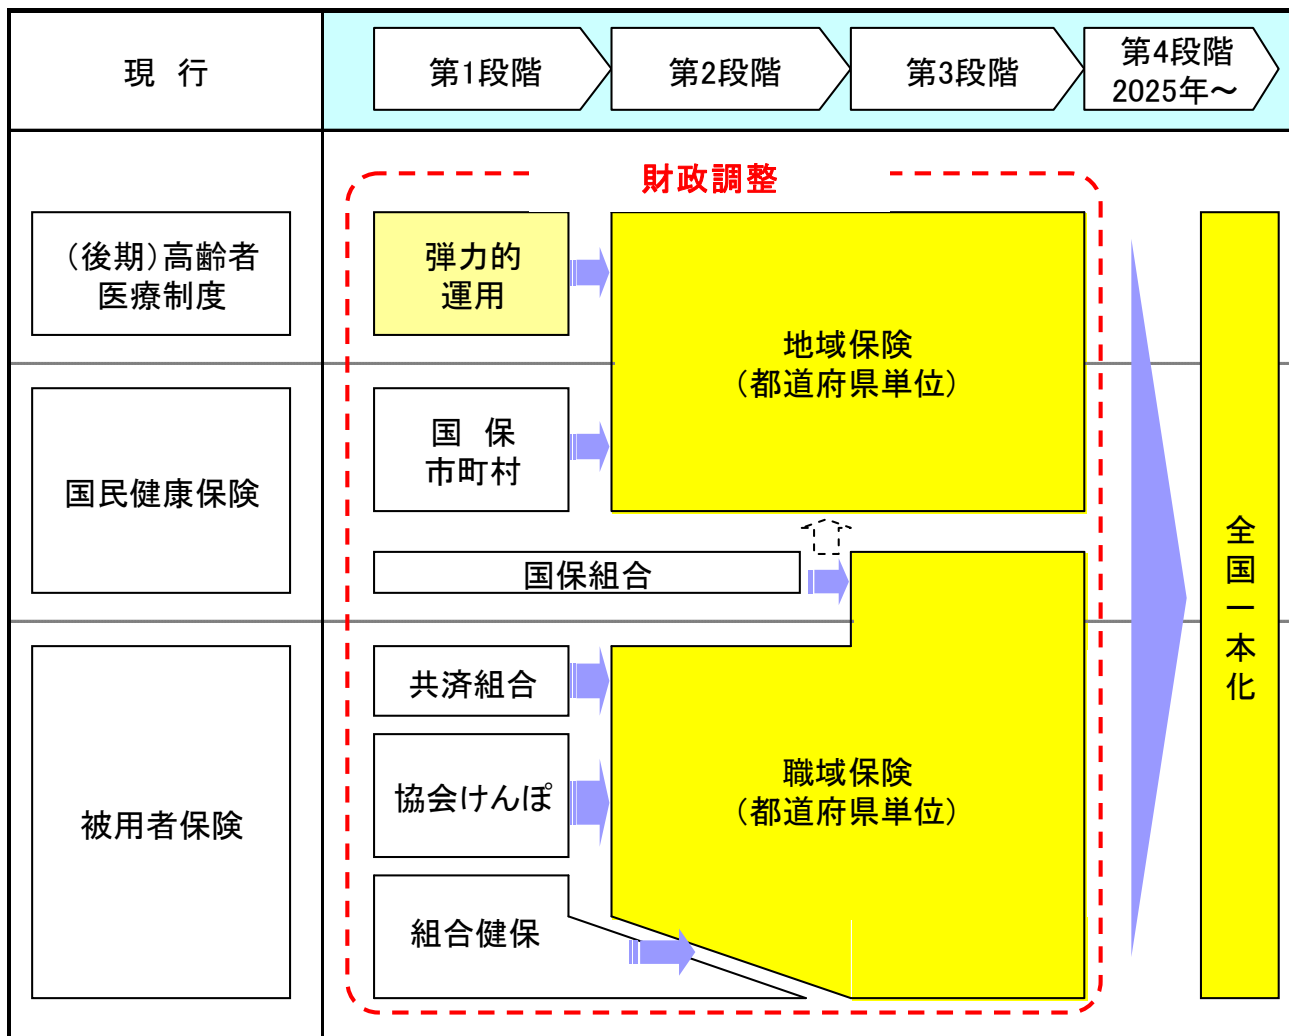 現 行
第1段階
第2段階
第3段階
第4段階
2025年～
財政調整
（後期）高齢者
医療制度
弾力的
運用
地域保険
（都道府県単位）
国民健康保険
国 保
市町村
国保組合
全国一本化
被用者保険
共済組合
協会けんぽ
組合健保
職域保険
（都道府県単位）